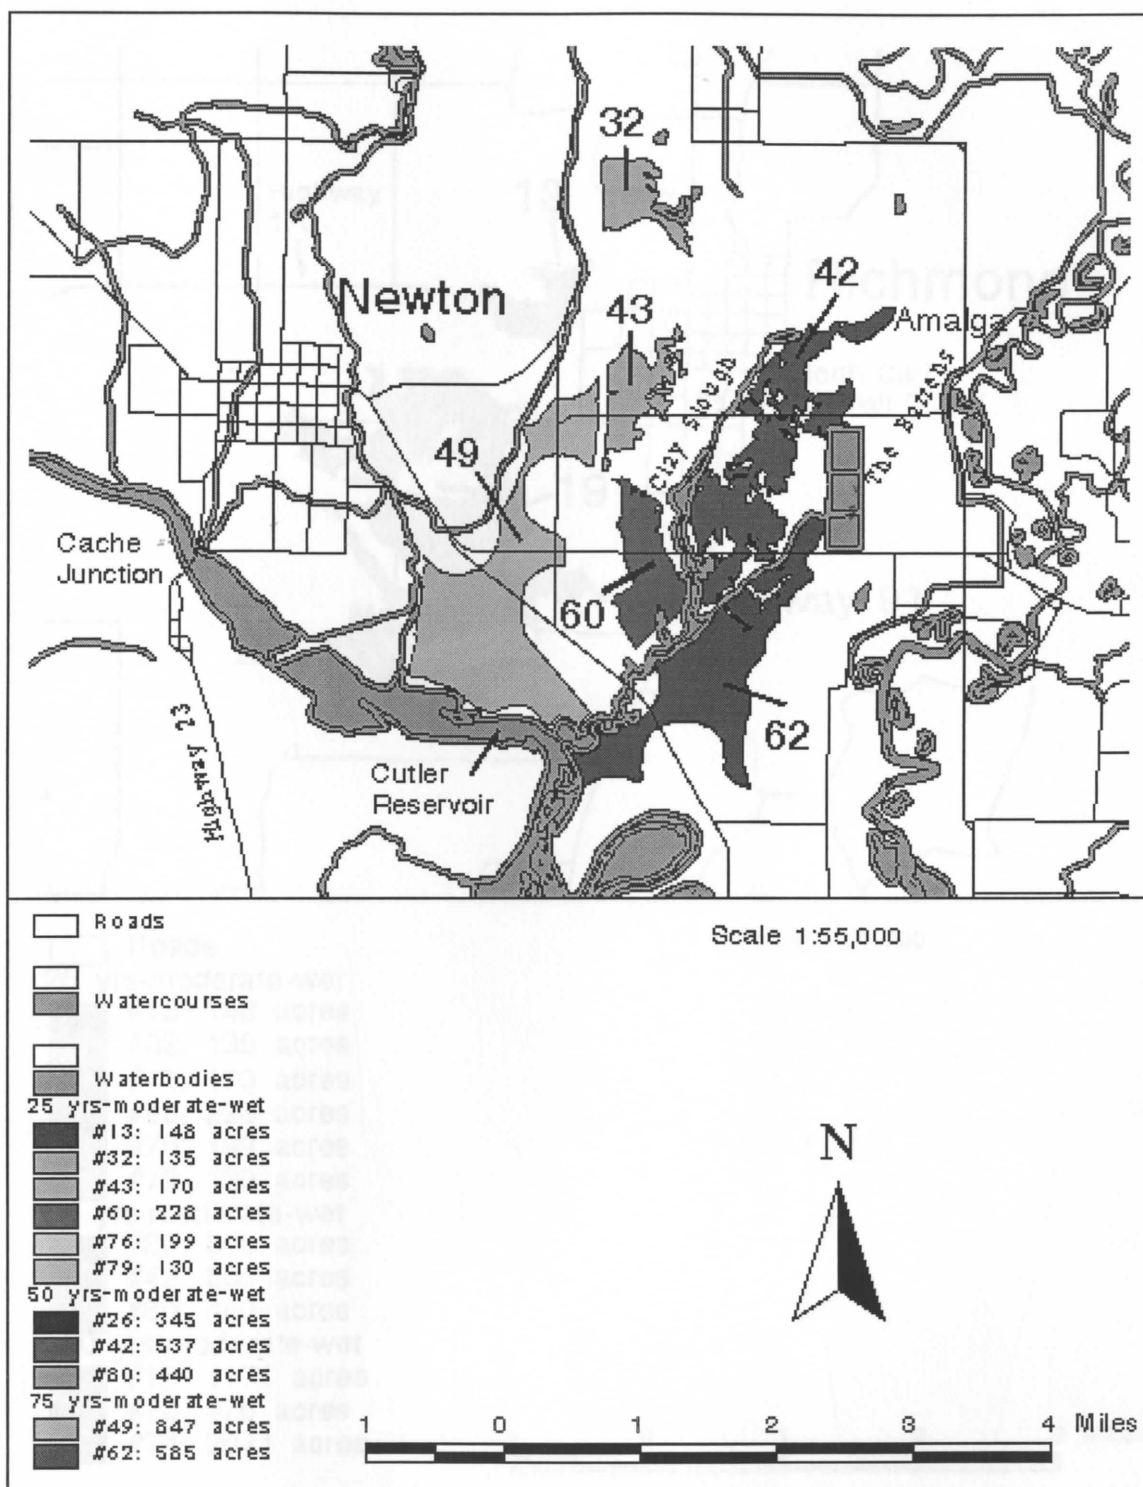 32
42
Newton
43
Amalga
Clay Slough
49
The Barrens
Cache
Junction
60
62
Highway 23
Cutler
Reservoir
Roads
Scale 1:55,000
Watercourses
Waterbodies
25 yrs-moderate-wet
#13: 148 acres
#32: 135 acres
#43: 170 acres
#60: 228 acres
#76: 199 acres
#79: 130 acres
50 yrs-moderate-wet
#26: 345 acres
#42: 537 acres
#80: 440 acres
75 yrs-moderate-wet
#49: 847 acres
#62: 585 acres
N
1 0 1 2 3 4 Miles